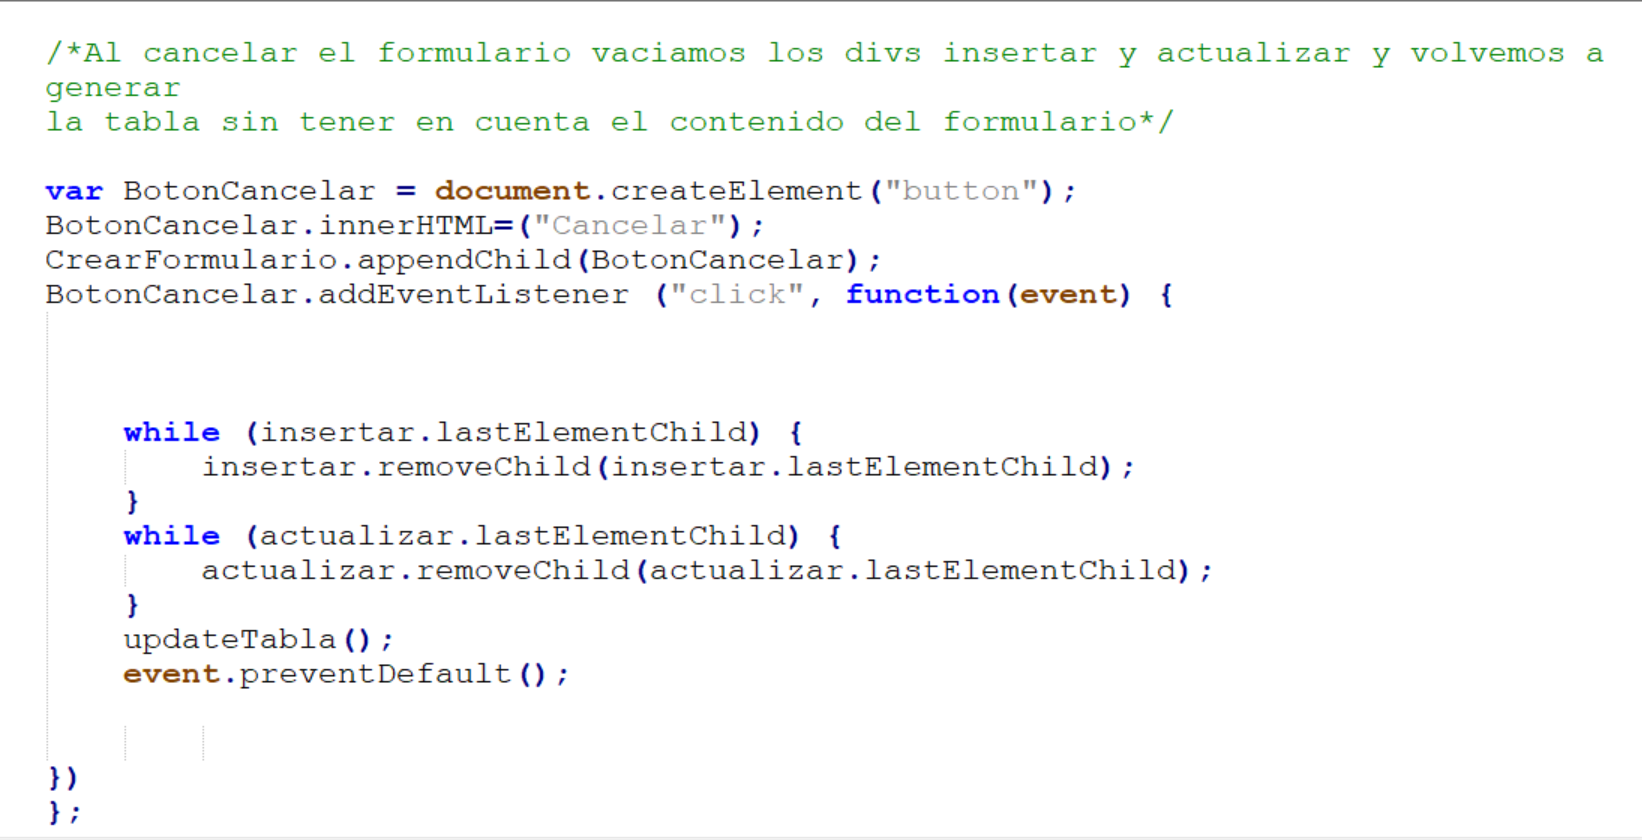 /*Al cancelar el formulario vaciamos los divs insertar y actualizar y volvemos a
generar
la tabla sin tener en cuenta el contenido del formulario*/
var BotonCancelar = document.createElement("button");
BotonCancelar.innerHTML=("Cancelar");
CrearFormulario.appendChild(BotonCancelar);
BotonCancelar.addEventListener ("click", function(event) {
while (insertar.lastElementChild) {
insertar.removeChild(insertar.lastElementChild);
}
while (actualizar.lastElementChild) {
actualizar.removeChild(actualizar.lastElementChild);
}
updateTabla();
event.preventDefault();
})
};